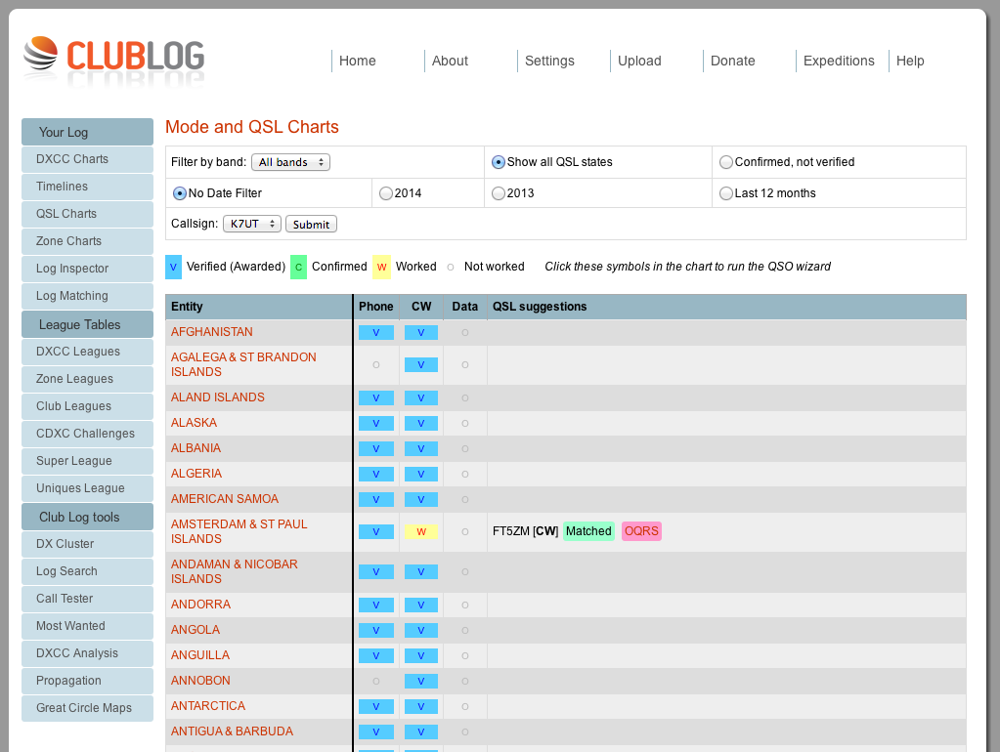 CLUBLOG
Home About Settings Upload Donate Expeditions Help
Your Log
DXCC Charts
Timelines
QSL Charts
Zone Charts
Log Inspector
Log Matching
League Tables
DXCC Leagues
Zone Leagues
Club Leagues
CDXC Challenges
Super League
Uniques League
Club Log tools
DX Cluster
Log Search
Call Tester
Most Wanted
DXCC Analysis
Propagation
Great Circle Maps
Mode and QSL Charts
Filter by band: All bands Show all QSL states Confirmed, not verified
No Date Filter 2014 2013 Last 12 months
Callsign: K7UT Submit
V Verified (Awarded) C Confirmed W Worked O Not worked Click these symbols in the chart to run the QSO wizard
Entity Phone CW Data QSL suggestions
AFGHANISTAN V V O
AGALEGA & ST BRANDON
ISLANDS O V O
ALAND ISLANDS V V O
ALASKA V V O
ALBANIA V V O
ALGERIA V V O
AMERICAN SAMOA V V O
AMSTERDAM & ST PAUL
ISLANDS V W O FT5ZM [CW] Matched OQRS
ANDAMAN & NICOBAR
ISLANDS V V O
ANDORRA V V O
ANGOLA V V O
ANGUILLA V V O
ANNOBON O V O
ANTARCTICA V V O
ANTIGUA & BARBUDA V V O